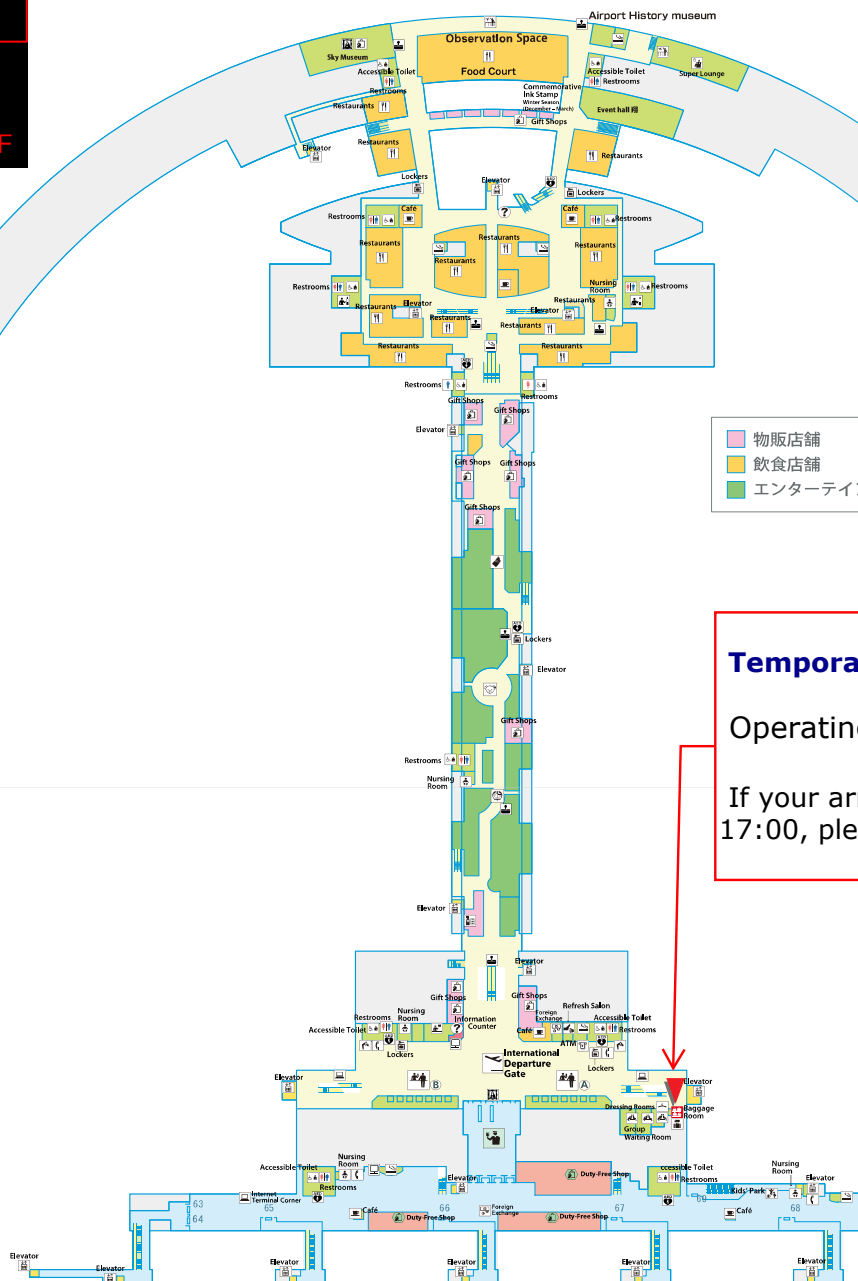 F
Airport History museum
Observation Space
Sky Museum
Food Court
Accessible Toilet
Restrooms
Accessible Toilet
Restrooms
Super Lounge
Commemorative
Ink Stamp
Winter Season
(December – March)
Restaurants
Gift Shops
Event hall 翔
Restaurants
Elevator
Restaurants
Lockers
Elevator
Lockers
Café
Café
Restrooms
Restrooms
Restaurants
Restaurants
Restaurants
Restaurants
Restrooms
Nursing
Room
Restrooms
Restaurants
Elevator
Restaurants
Elevator
Restaurants
Restaurants
Restaurants
Restaurants
Restrooms
Restrooms
Gift Shops
Gift Shops
Elevator
Gift Shops
Gift Shops
物販店舗
飲食店舗
エンターテイ
Gift Shops
Lockers
Elevator
Tempora
Operating
If your arr
17:00, ple
Gift Shops
Restrooms
Nursing
Room
Elevator
Elevator
Gift Shops
Gift Shops
Refresh Salon
Restrooms
Nursing
Room
Information
Counter
Foreign
Exchange
Accessible Toilet
Accessible Toilet
Café
Restrooms
ATM
Lockers
Lockers
International
Departure
Gate
Elevator
B
A
Elevator
Dressing Rooms
Baggage
Room
Group
Waiting Room
Accessible Toilet
Nursing
Room
Duty-Free Shop
ccessible Toilet
Nursing
Room
Restrooms
Elevator
Restrooms
Kids' Park
Elevator
Internet
Terminal Corner
63
64
65
Café
66
Foreign
Exchange
67
69
Café
68
Duty-Free Shop
Duty-Free Shop
Elevator
Elevator
Elevator
Elevator
Elevator
Elevator